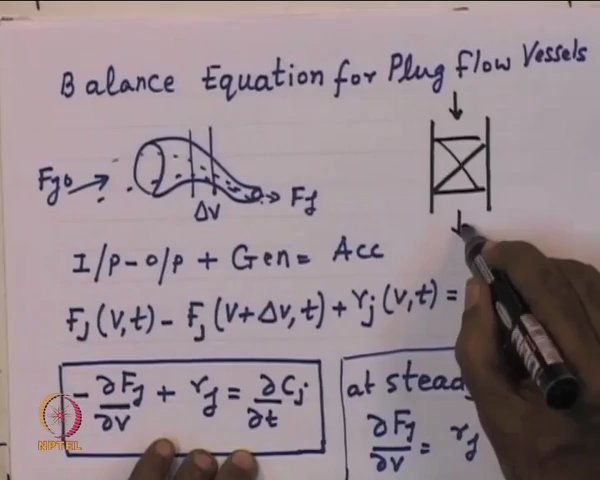 Balance Equation for Plug flow Vessels
Fj0
Fj
ΔV
I/P - O/P + Gen = Acc
Fj(V,t) - Fj(V+ΔV,t) + rj(V,t) =
- ∂Fj/∂V + rj = ∂Cj/∂t
at stead
∂Fj/∂V = rj
NPTEL